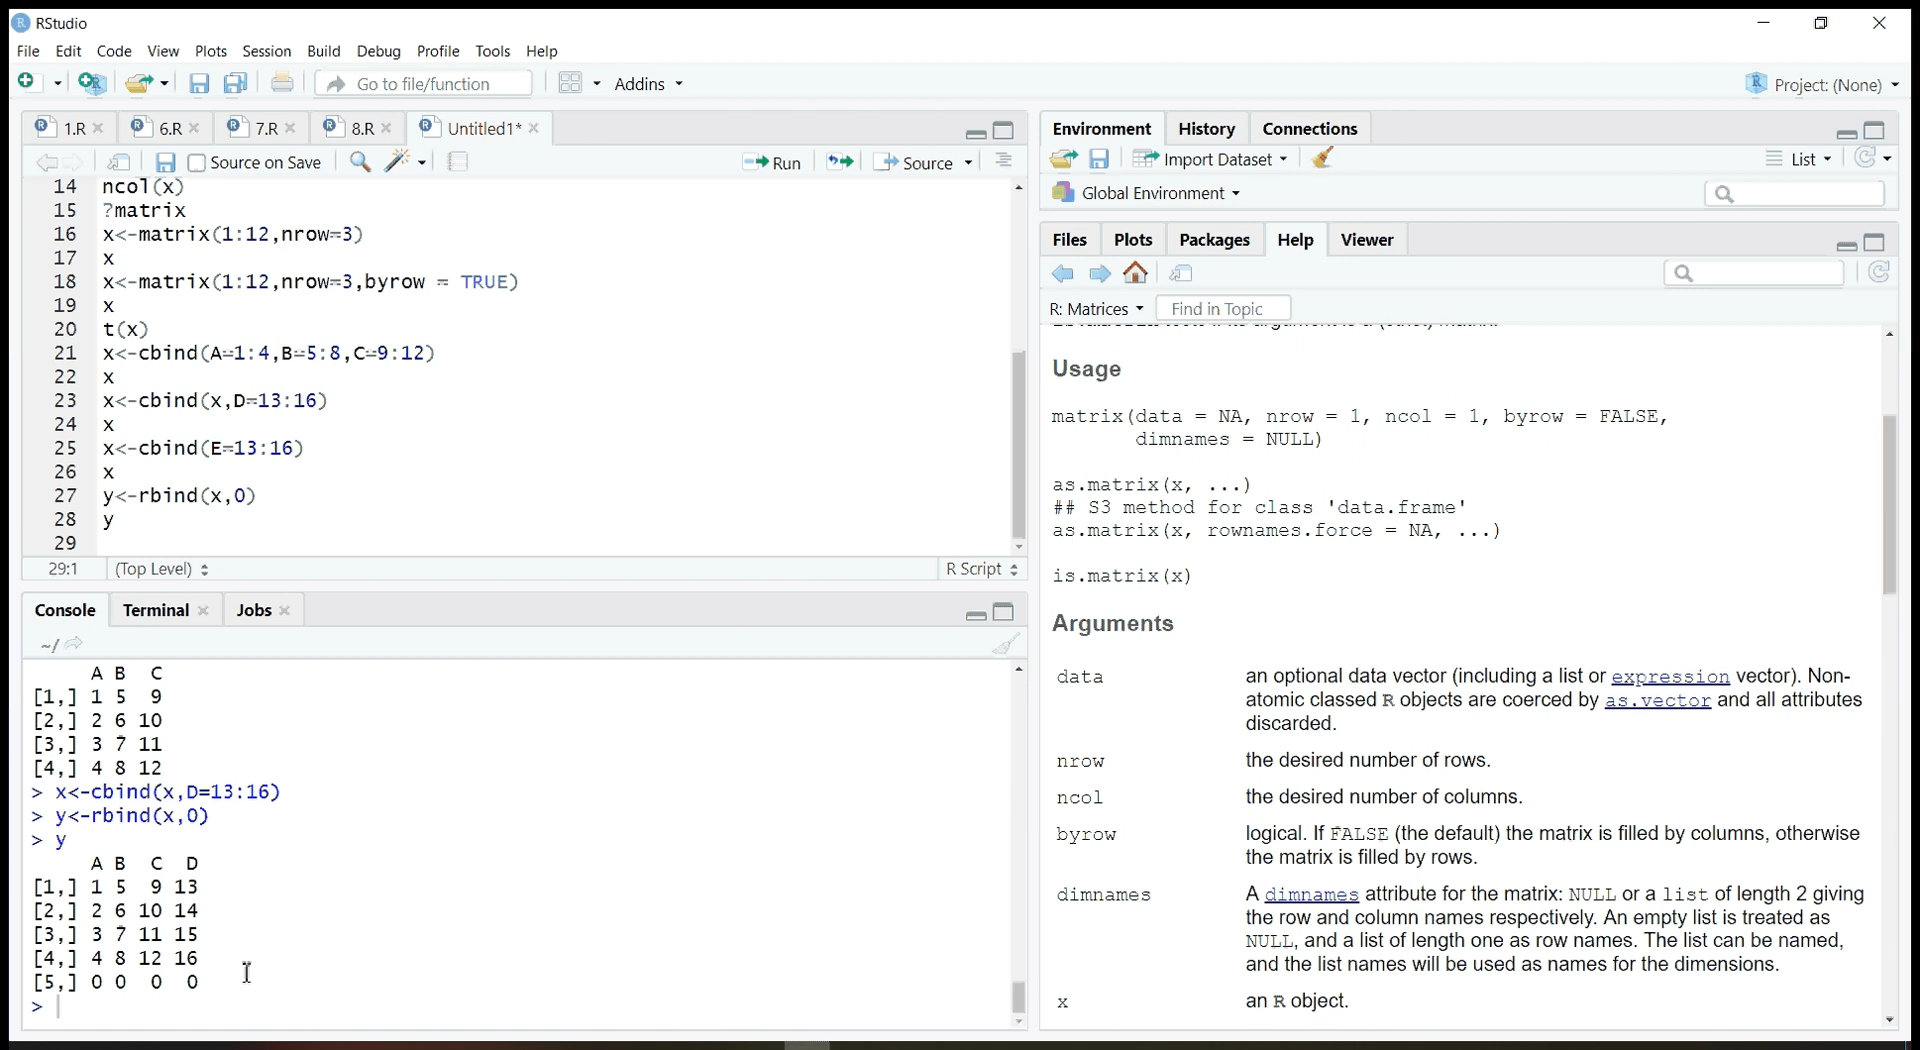 RStudio
File Edit Code View Plots Session Build Debug Profile Tools Help
Go to file/function Addins Project: (None)
1.R 6.R 7.R 8.R Untitled1*
Source on Save Run Source
14 ncol(x)
15 ?matrix
16 x<-matrix(1:12,nrow=3)
17 x
18 x<-matrix(1:12,nrow=3,byrow = TRUE)
19 x
20 t(x)
21 x<-cbind(A=1:4,B=5:8,C=9:12)
22 x
23 x<-cbind(x,D=13:16)
24 x
25 x<-cbind(E=13:16)
26 x
27 y<-rbind(x,0)
28 y
29
29:1 (Top Level) R Script
Console Terminal Jobs
~/
A B C
[1,] 1 5 9
[2,] 2 6 10
[3,] 3 7 11
[4,] 4 8 12
> x<-cbind(x,D=13:16)
> y<-rbind(x,0)
> y
A B C D
[1,] 1 5 9 13
[2,] 2 6 10 14
[3,] 3 7 11 15
[4,] 4 8 12 16
[5,] 0 0 0 0
>
Environment History Connections
Import Dataset List
Global Environment
Files Plots Packages Help Viewer
R: Matrices Find in Topic
Usage
matrix(data = NA, nrow = 1, ncol = 1, byrow = FALSE,
dimnames = NULL)
as.matrix(x, ...)
## S3 method for class 'data.frame'
as.matrix(x, rownames.force = NA, ...)
is.matrix(x)
Arguments
data an optional data vector (including a list or expression vector). Non-
atomic classed R objects are coerced by as.vector and all attributes
discarded.
nrow the desired number of rows.
ncol the desired number of columns.
byrow logical. If FALSE (the default) the matrix is filled by columns, otherwise
the matrix is filled by rows.
dimnames A dimnames attribute for the matrix: NULL or a list of length 2 giving
the row and column names respectively. An empty list is treated as
NULL, and a list of length one as row names. The list can be named,
and the list names will be used as names for the dimensions.
x an R object.